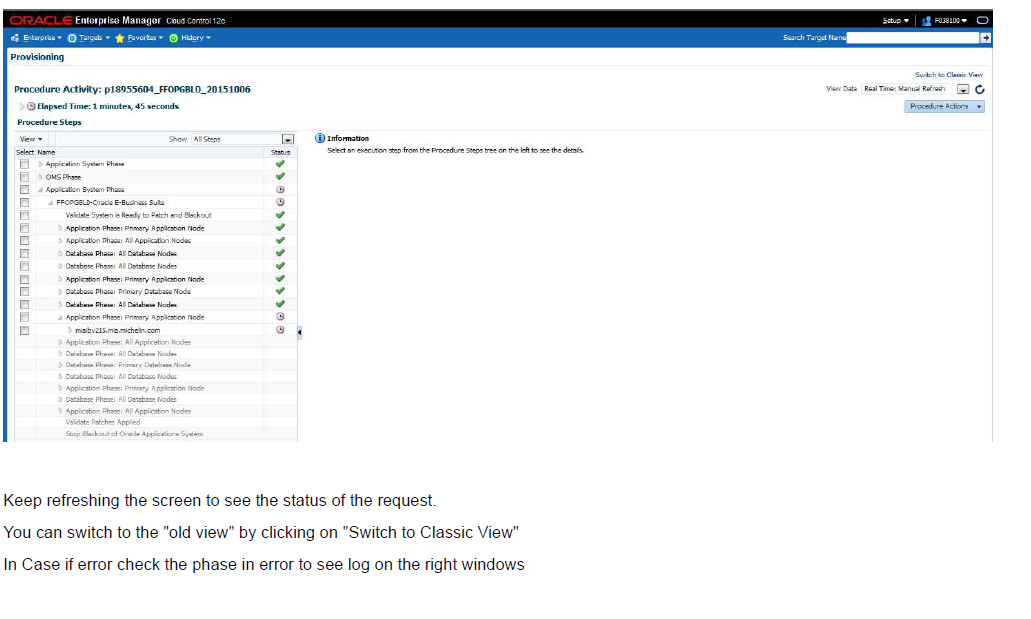 ORACLE Enterprise Manager Cloud Control 12c Setup F038100
Enterprise Targets Favorites History Search Target Name
Provisioning
Switch to Classic View
Procedure Activity: p18955604_FFOPGBL0_20151006 View Data Real Time: Manual Refresh
Elapsed Time: 1 minutes, 45 seconds Procedure Actions
Procedure Steps
View Show All Steps Information
Select an execution step from the Procedure Steps tree on the left to see the details.
Select Name Status
Application System Phase
OMS Phase
Application System Phase
FFOPGBL0-Oracle E-Business Suite
Validate System is Ready to Patch and Blackout
Application Phase: Primary Application Node
Application Phase: All Application Nodes
Database Phase: All Database Nodes
Database Phase: All Database Nodes
Application Phase: Primary Application Node
Database Phase: Primary Database Node
Database Phase: All Database Nodes
Application Phase: Primary Application Node
mialbv215.mia.michelin.com
Application Phase: All Application Nodes
Database Phase: All Database Nodes
Database Phase: Primary Database Node
Database Phase: All Database Nodes
Application Phase: Primary Application Node
Database Phase: All Database Nodes
Application Phase: All Application Nodes
Validate Patches Applied
Stop Blackout of Oracle Applications System
Keep refreshing the screen to see the status of the request.
You can switch to the "old view" by clicking on "Switch to Classic View"
In Case if error check the phase in error to see log on the right windows